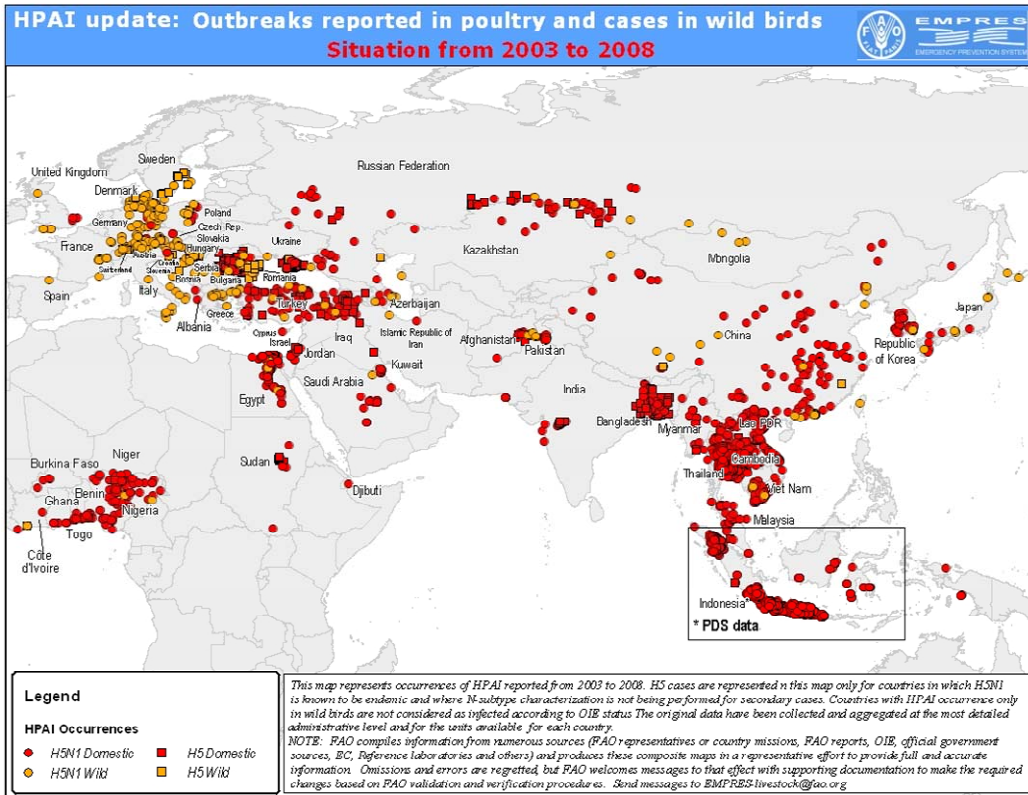 HPAI update: Outbreaks reported in poultry and cases in wild birds
Situation from 2003 to 2008
FAO
FIAT PANIS
EMPRES
EMERGENCY PREVENTION SYSTEM
Sweden
United Kingdom
Russian Federation
Denmark
Poland
Germany
Czech Rep.
Slovakia
Ukraine
France
Hungary
Austria
Kazakhstan
Mongolia
Croatia
Switzerland
Slovenia
Serbia
Romania
Bosnia
Bulgaria
Spain
Italy
Turkey
Azerbaijan
Japan
Greece
Albania
Cyprus
Iraq
Islamic Republic of
Iran
Afghanistan
China
Israel
Pakistan
Republic
of Korea
Jordan
Kuwait
Saudi Arabia
India
Egypt
Bangladesh
Myanmar
Lao PDR
Niger
Burkina Faso
Sudan
Cambodia
Thailand
Benin
Djibuti
Viet Nam
Ghana
Nigeria
Malaysia
Togo
Côte
d'Ivoire
Indonesia*
* PDS data
Legend
HPAI Occurrences
H5N1 Domestic
H5 Domestic
H5N1 Wild
H5 Wild
This map represents occurrences of HPAI reported from 2003 to 2008. H5 cases are represented n this map only for countries in which H5N1
is known to be endemic and where N-subtype characterization is not being performed for secondary cases. Countries with HPAI occurrence only
in wild birds are not considered as infected according to OIE status The original data have been collected and aggregated at the most detailed
administrative level and for the units available for each country.
NOTE: FAO compiles information from numerous sources (FAO representatives or country missions, FAO reports, OIE, official government
sources, EC, Reference laboratories and others) and produces these composite maps in a representative effort to provide full and accurate
information. Omissions and errors are regretted, but FAO welcomes messages to that effect with supporting documentation to make the required
changes based on FAO validation and verification procedures. Send messages to EMPRES-livestock@fao.org